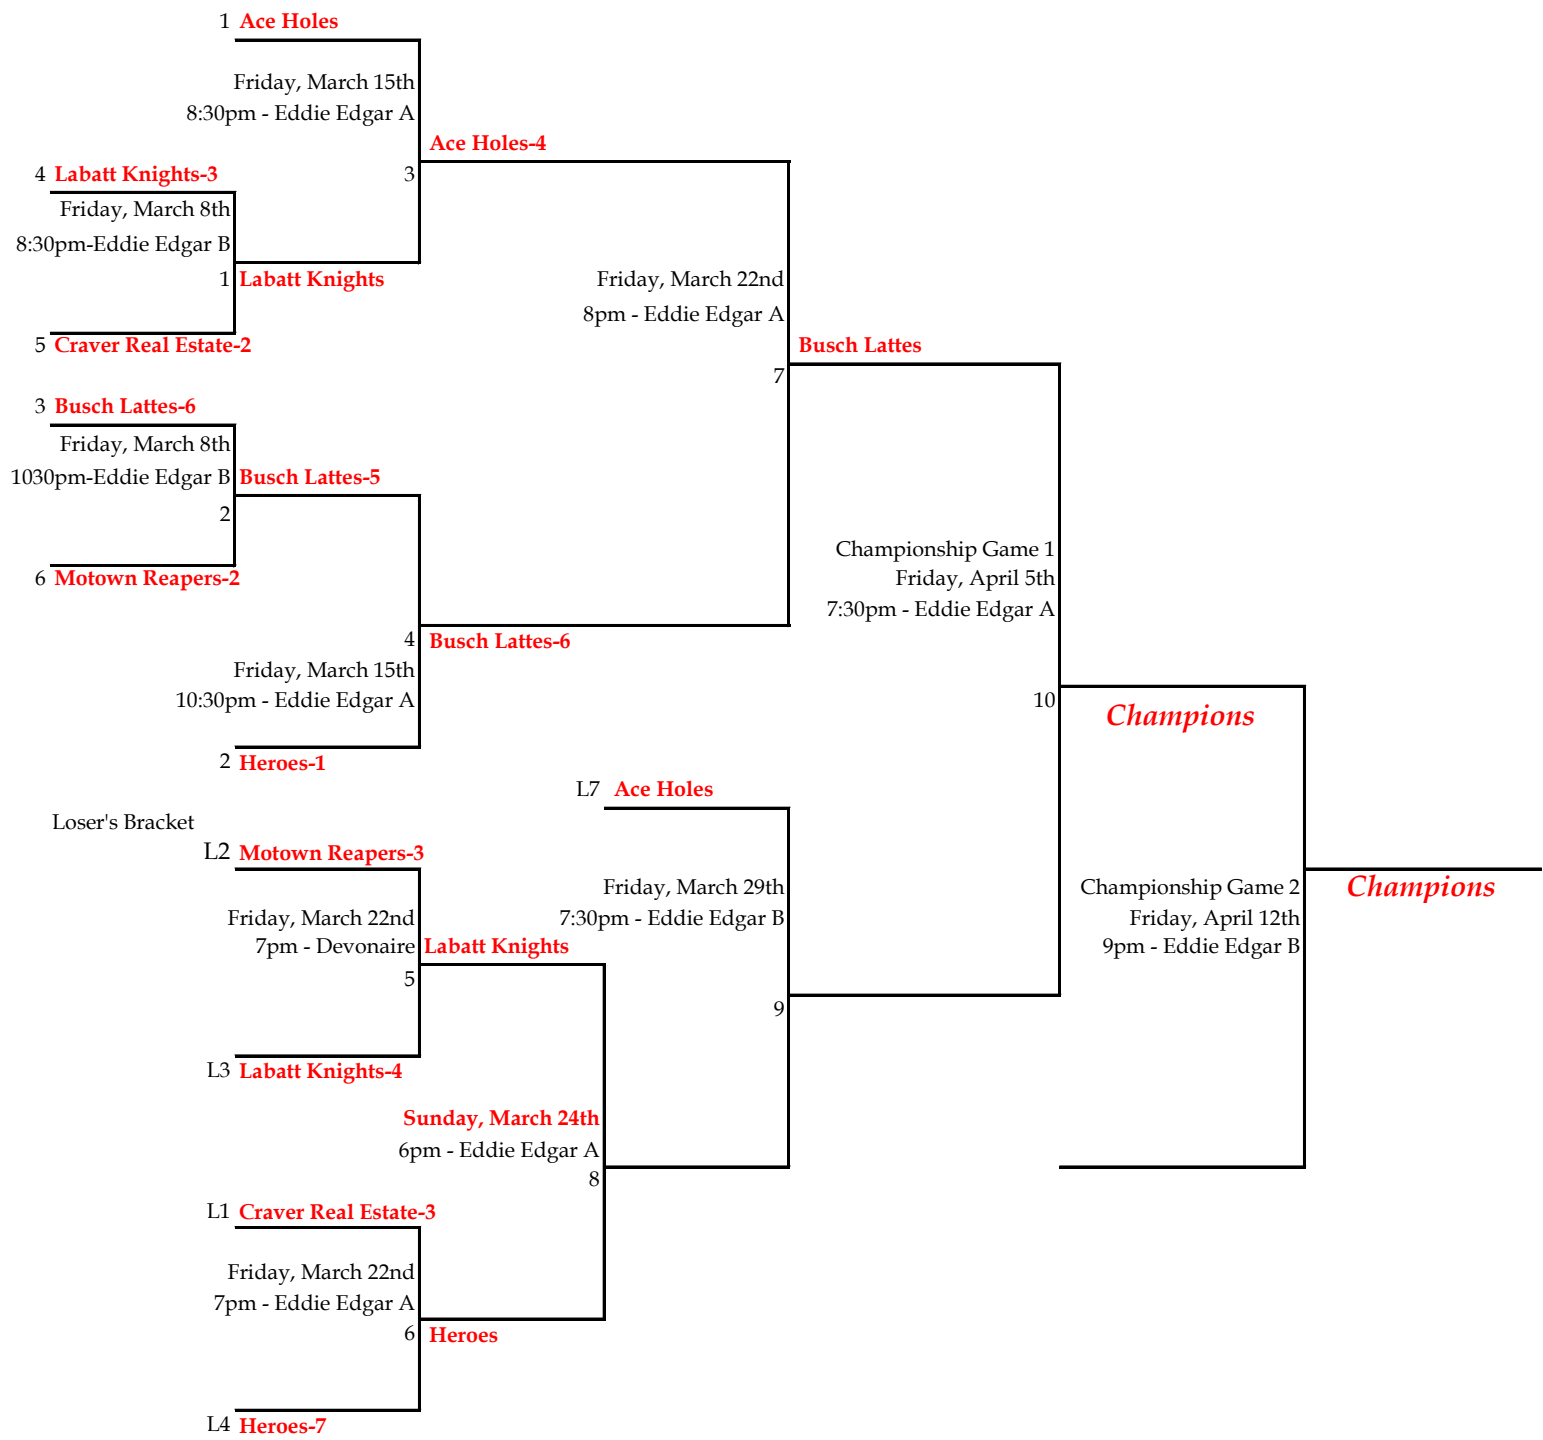 1 Ace Holes
Friday, March 15th
8:30pm - Eddie Edgar A
Ace Holes-4
4 Labatt Knights-3
3
Friday, March 8th
8:30pm-Eddie Edgar B
1 Labatt Knights
Friday, March 22nd
8pm - Eddie Edgar A
5 Craver Real Estate-2
Busch Lattes
7
3 Busch Lattes-6
Friday, March 8th
1030pm-Eddie Edgar B
Busch Lattes-5
2
6 Motown Reapers-2
Championship Game 1
Friday, April 5th
7:30pm - Eddie Edgar A
4
Busch Lattes-6
Friday, March 15th
10:30pm - Eddie Edgar A
10
Champions
2 Heroes-1
L7 Ace Holes
Loser's Bracket
L2 Motown Reapers-3
Friday, March 29th
7:30pm - Eddie Edgar B
Championship Game 2
Friday, April 12th
9pm - Eddie Edgar B
Champions
Friday, March 22nd
7pm - Devonaire
Labatt Knights
5
9
L3 Labatt Knights-4
Sunday, March 24th
6pm - Eddie Edgar A
8
L1 Craver Real Estate-3
Friday, March 22nd
7pm - Eddie Edgar A
6
Heroes
L4 Heroes-7